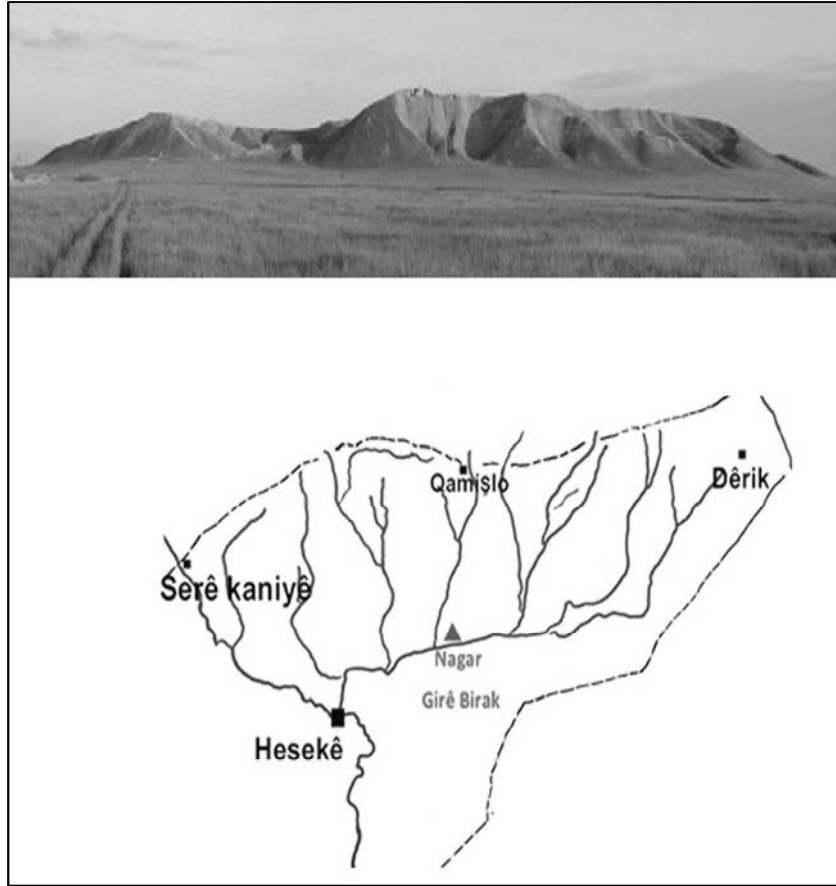 Qamişlo
Dêrik
Serê kaniyê
Nagar
Girê Birak
Hesekê